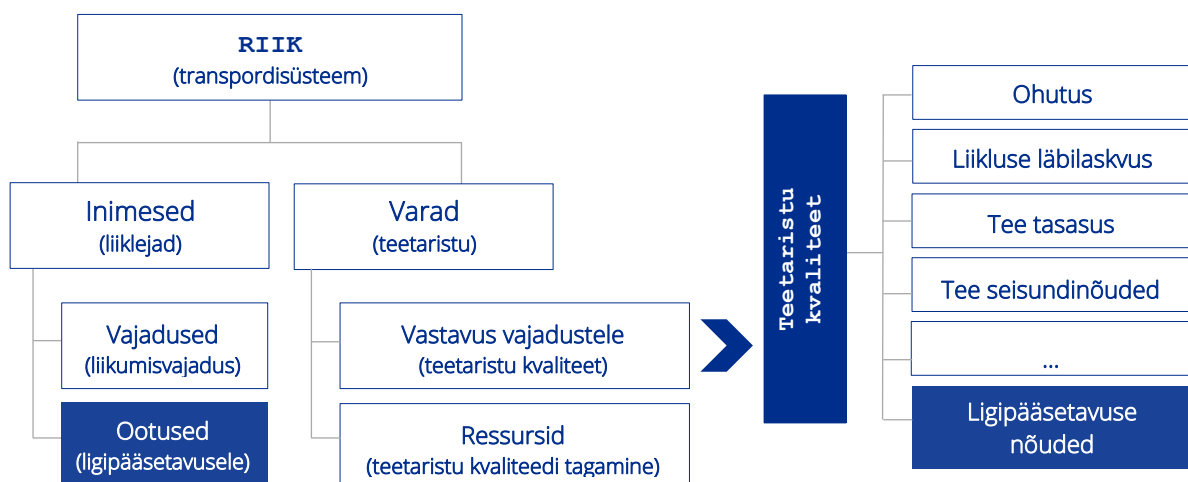 RIIK
(transpordisüsteem)
Inimesed
(liiklejad)
Vajadused
(liikumisvajadus)
Ootused
(ligipääsetavusele)
Varad
(teetaristu)
Vastavus vajadustele
(teetaristu kvaliteet)
Ressursid
(teetaristu kvaliteedi tagamine)
Teetaristu
kvaliteet
Ohutus
Liikluse läbilaskvus
Tee tasasus
Tee seisundinõuded
...
Ligipääsetavuse
nõuded